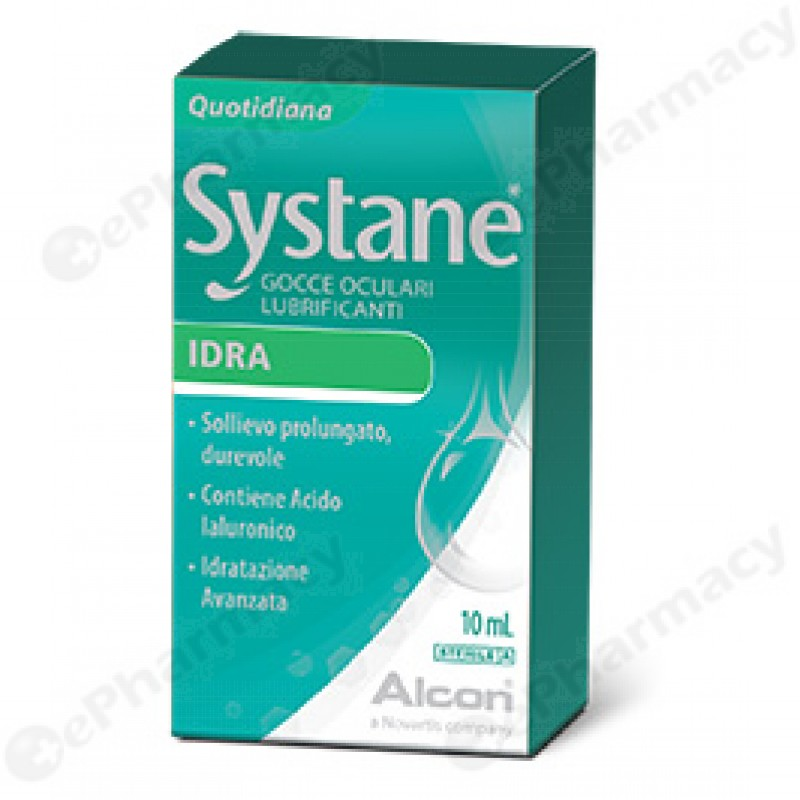 Quotidiana
Systane®
GOCCE OCULARI
LUBRIFICANTI
IDRA
• Sollievo prolungato,
durevole
• Contiene Acido
Ialuronico
• Idratazione
Avanzata
10 mL
Alcon®
a Novartis company
ePharmacy
ePharmacy
ePharmacy
ePharmacy